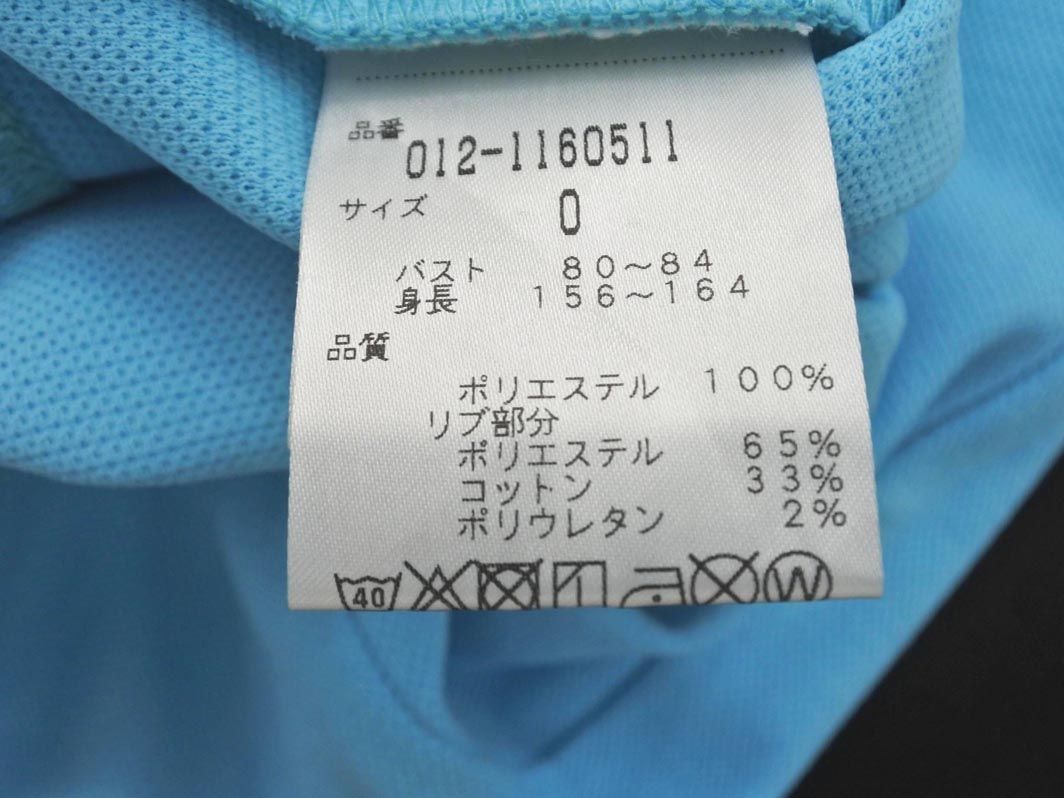 品番 012-1160511
サイズ 0
バスト 80～84
身長 156～164
品質
ポリエステル 100%
リブ部分
ポリエステル 65%
コットン 33%
ポリウレタン 2%
40 W